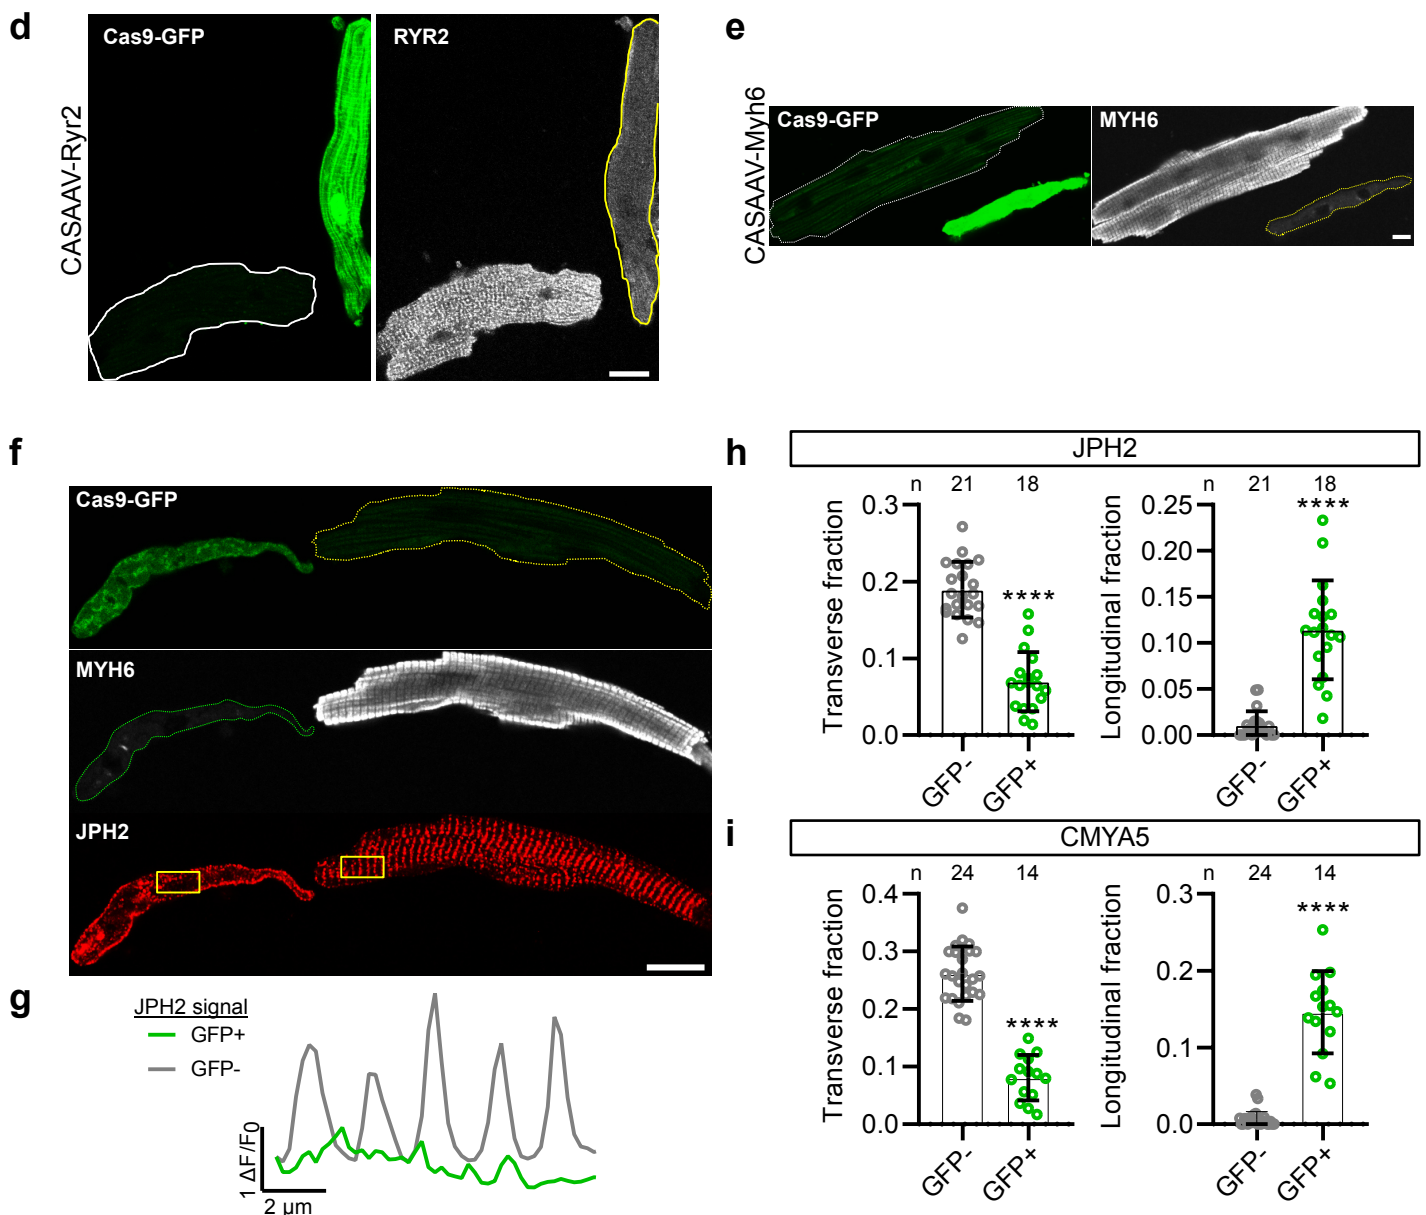 d
Cas9-GFP
RYR2
CASAAV-Ryr2
e
Cas9-GFP
MYH6
CASAAV-Myh6
f
Cas9-GFP
MYH6
JPH2
g
JPH2 signal
GFP+
GFP-
1 ΔF/F0
2 µm
h
JPH2
n 21 18
Transverse fraction
0.3
0.2
0.1
0.0
****
GFP-
GFP+
n 21 18
Longitudinal fraction
0.25
0.20
0.15
0.10
0.05
0.00
****
GFP-
GFP+
i
CMYA5
n 24 14
Transverse fraction
0.4
0.3
0.2
0.1
0.0
****
GFP-
GFP+
n 24 14
Longitudinal fraction
0.3
0.2
0.1
0.0
****
GFP-
GFP+